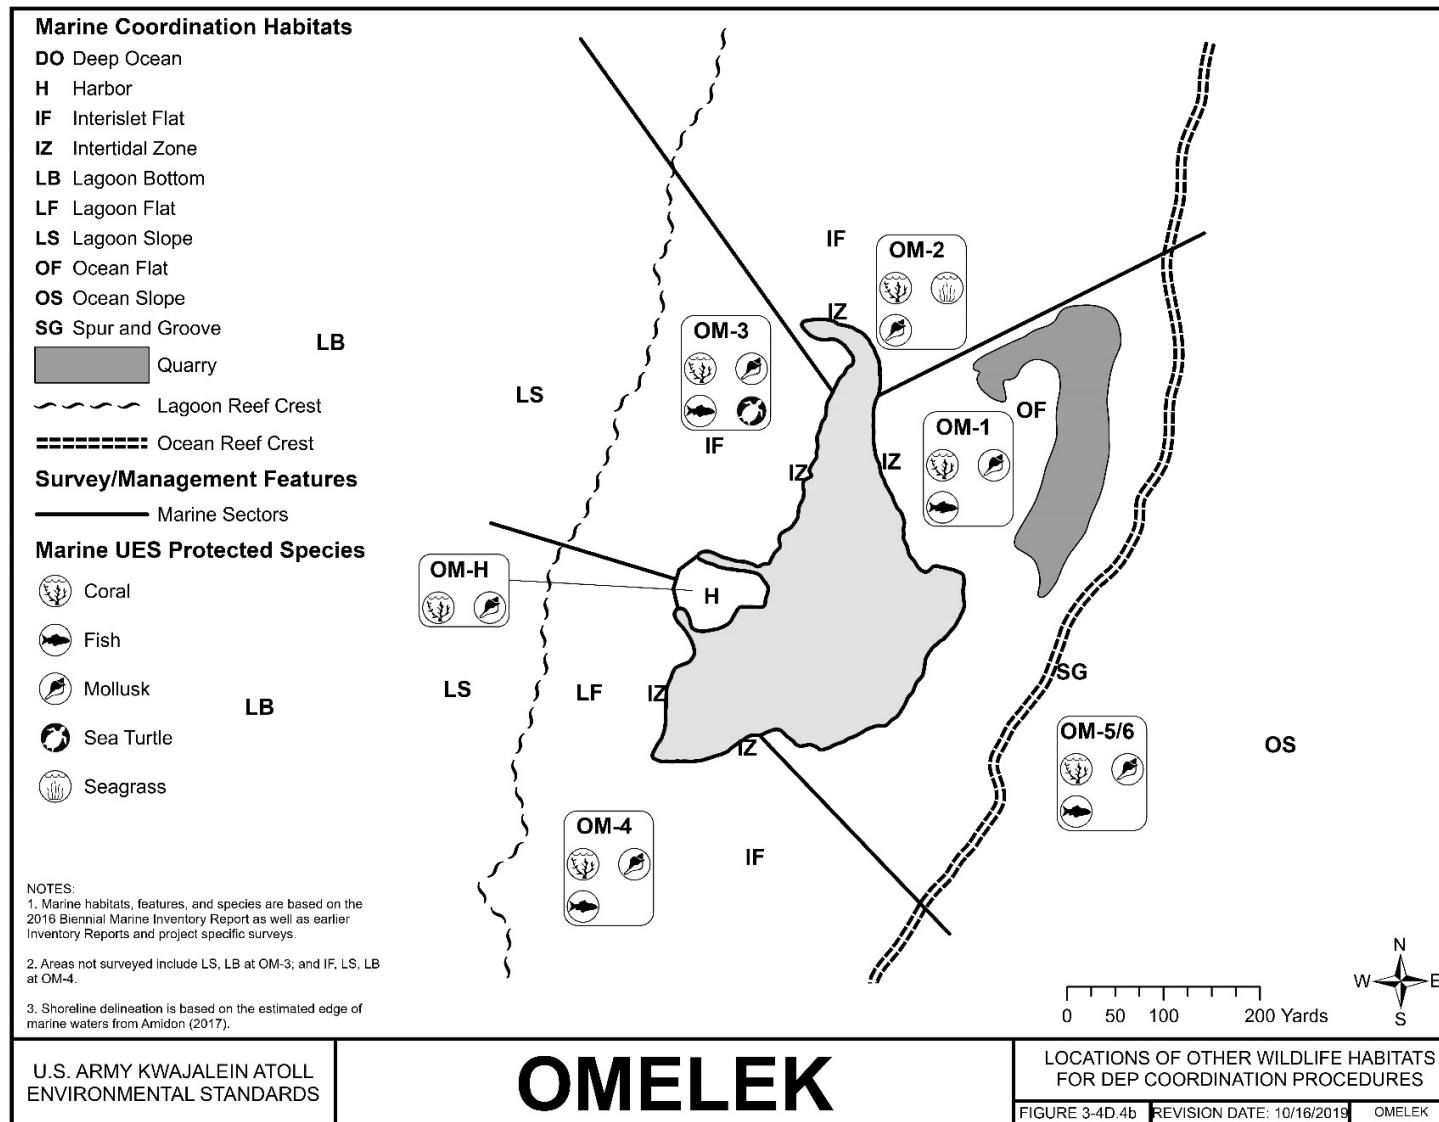 Marine Coordination Habitats
DO Deep Ocean
H Harbor
IF Interislet Flat
IZ Intertidal Zone
LB Lagoon Bottom
LF Lagoon Flat
LS Lagoon Slope
OF Ocean Flat
OS Ocean Slope
SG Spur and Groove
Quarry
Lagoon Reef Crest
Ocean Reef Crest
Survey/Management Features
Marine Sectors
Marine UES Protected Species
Coral
Fish
Mollusk
Sea Turtle
Seagrass
NOTES:
1. Marine habitats, features, and species are based on the
2016 Biennial Marine Inventory Report as well as earlier
Inventory Reports and project specific surveys.
2. Areas not surveyed include LS, LB at OM-3; and IF, LS, LB
at OM-4.
3. Shoreline delineation is based on the estimated edge of
marine waters from Amidon (2017).
IF
OM-2
IZ
OM-3
LB
LS
OF
OM-1
IF
IZ
IZ
OM-H
H
SG
LS
LF
IZ
LB
OM-5/6
IZ
OS
OM-4
IF
N
W
E
S
0 50 100 200 Yards
U.S. ARMY KWAJALEIN ATOLL
ENVIRONMENTAL STANDARDS
OMELEK
LOCATIONS OF OTHER WILDLIFE HABITATS
FOR DEP COORDINATION PROCEDURES
FIGURE 3-4D.4b
REVISION DATE: 10/16/2019
OMELEK